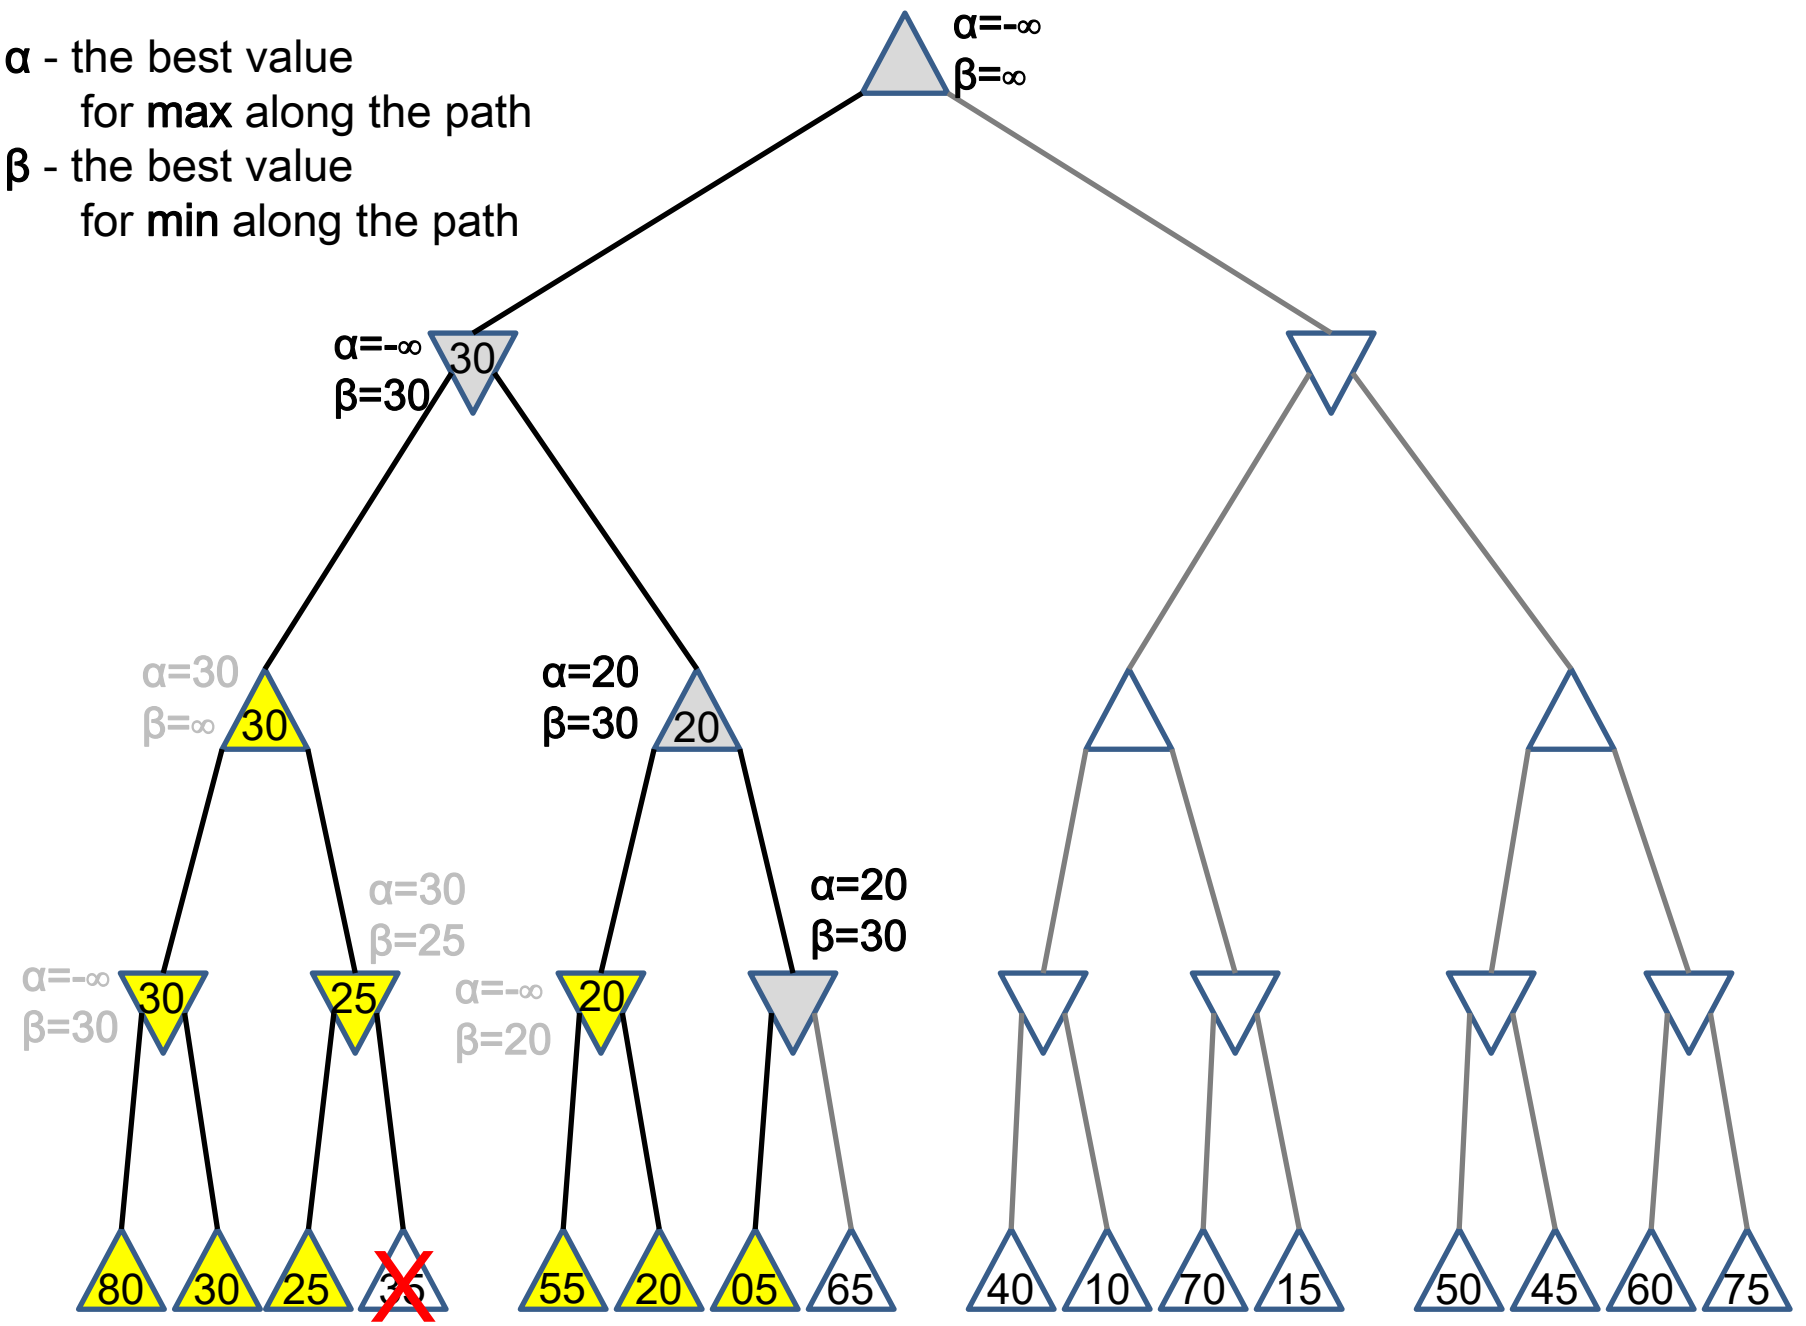 α - the best value
for max along the path
β - the best value
for min along the path
α=-∞
β=∞
α=-∞
β=30
30
α=30
β=∞
30
α=20
β=30
20
α=30
β=25
α=20
β=30
α=-∞
β=30
30
25
α=-∞
β=20
20
80 30 25 35 X 55 20 05 65 40 10 70 15 50 45 60 75